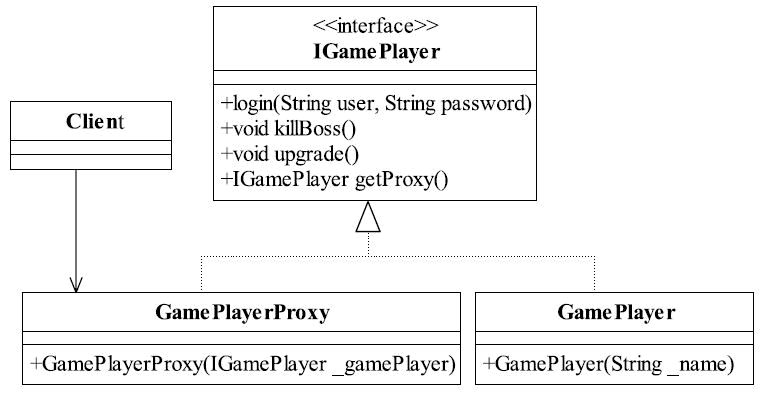 <<interface>>
IGamePlayer
+login(String user, String password)
+void killBoss()
+void upgrade()
+IGamePlayer getProxy()
Client
GamePlayerProxy
+GamePlayerProxy(IGamePlayer _gamePlayer)
GamePlayer
+GamePlayer(String _name)